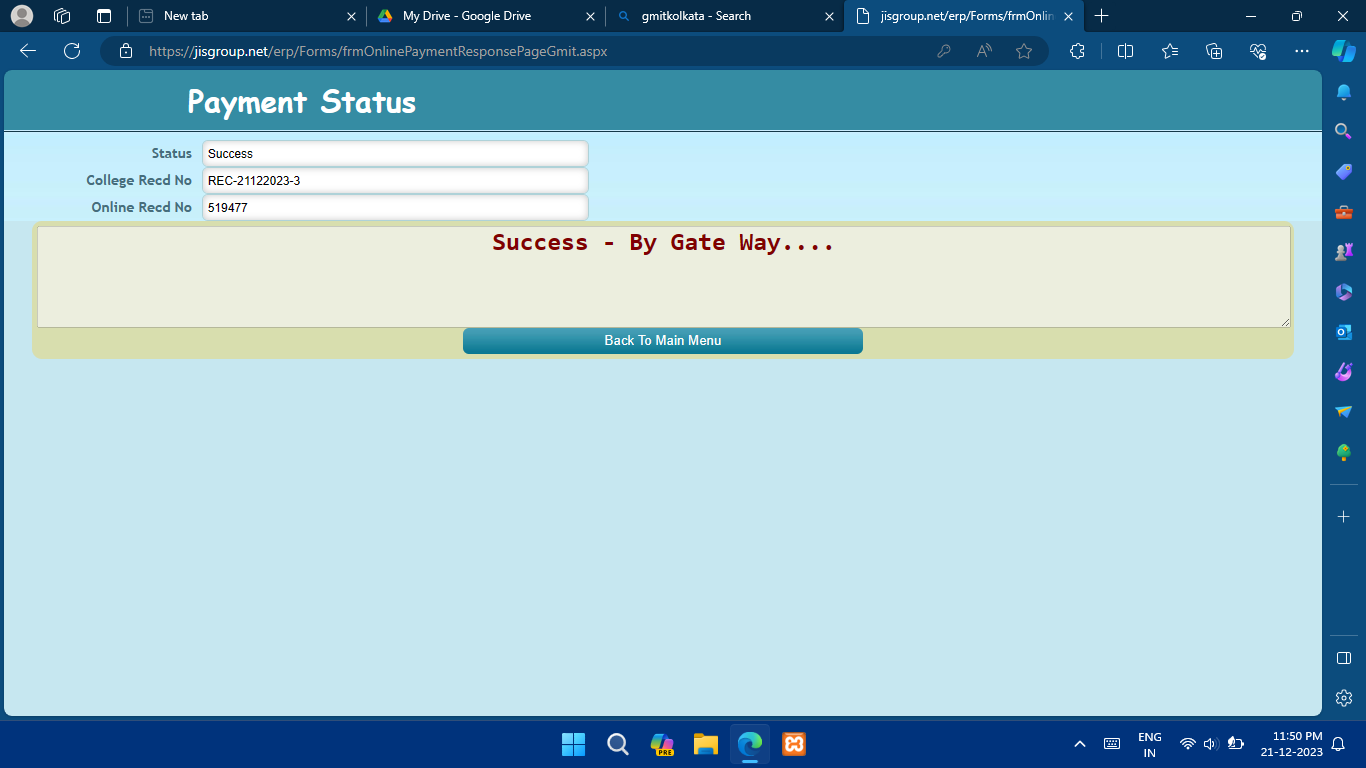 New tab
My Drive - Google Drive
gmitkolkata - Search
jisgroup.net/erp/Forms/frmOnlin
https://jisgroup.net/erp/Forms/frmOnlinePaymentResponsePageGmit.aspx
Payment Status
Status Success
College Recd No REC-21122023-3
Online Recd No 519477
Success - By Gate Way....
Back To Main Menu
PRE
ENG
IN
11:50 PM
21-12-2023